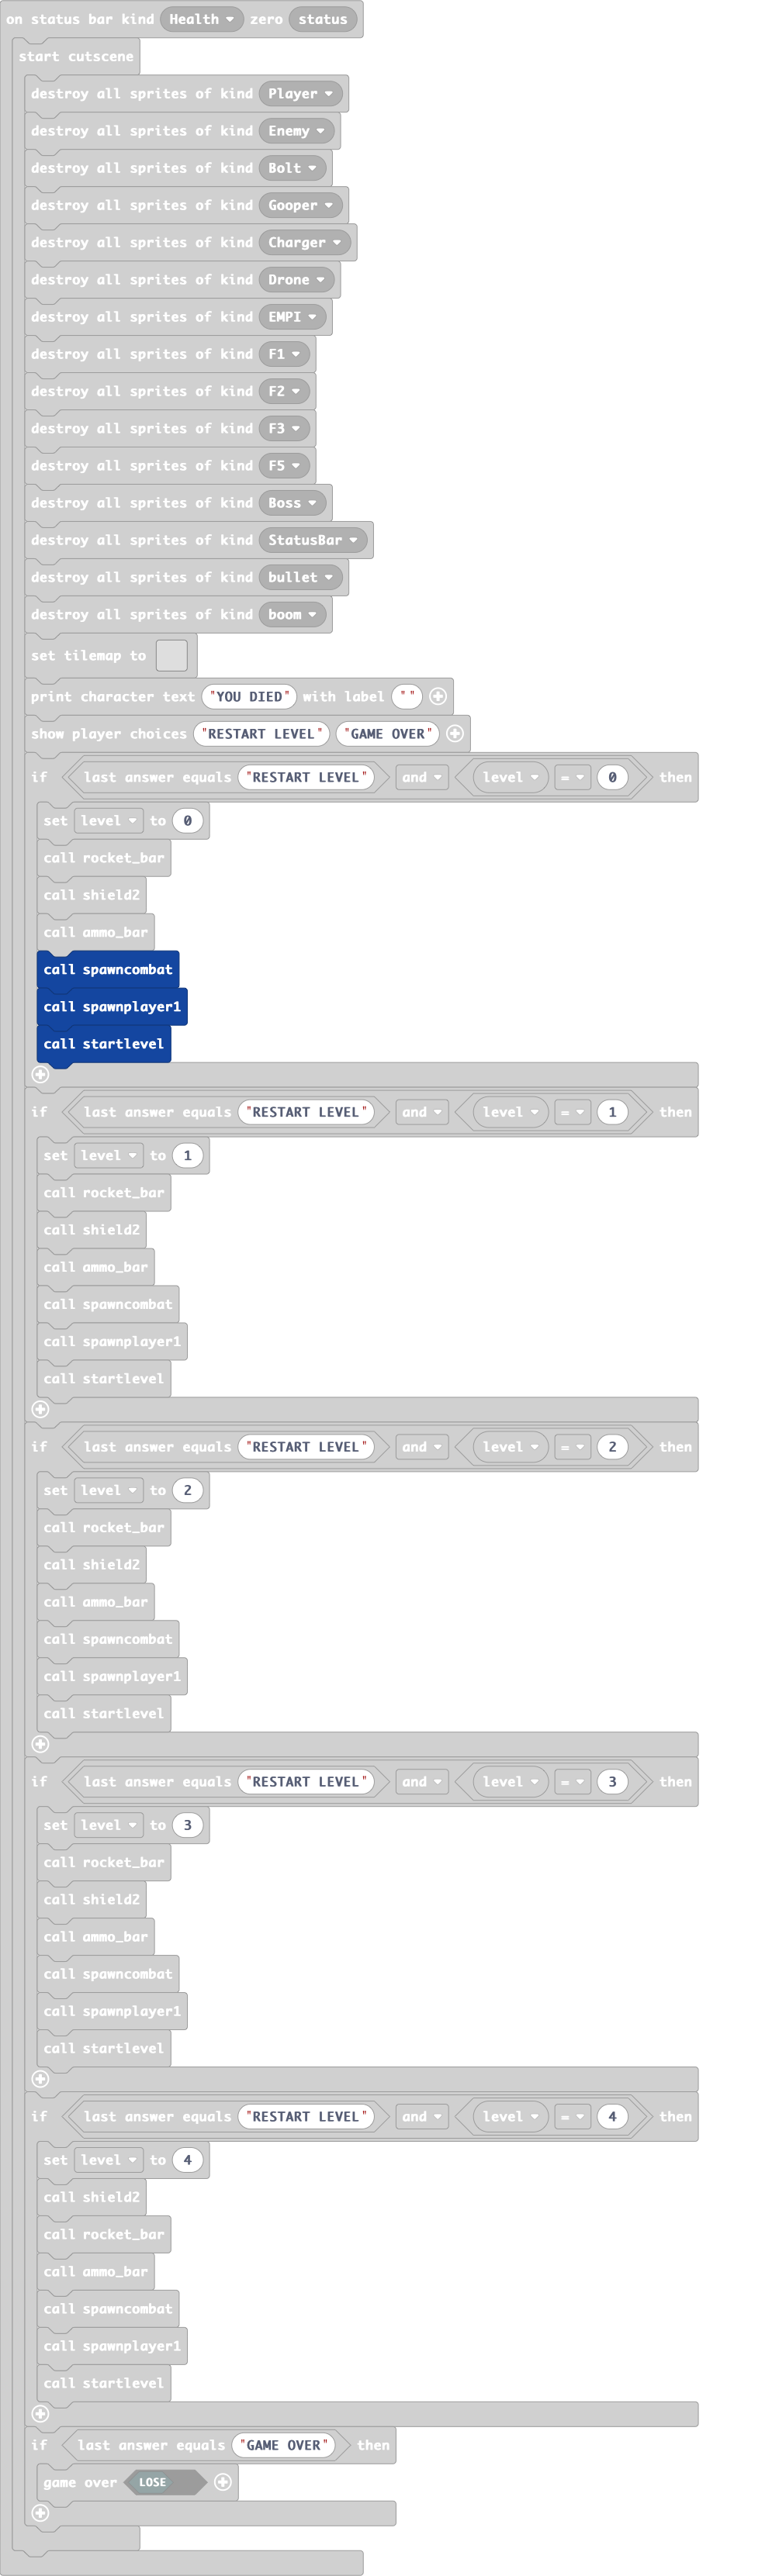 on status bar kind Health zero status
start cutscene
destroy all sprites of kind Player
destroy all sprites of kind Enemy
destroy all sprites of kind Bolt
destroy all sprites of kind Gooper
destroy all sprites of kind Charger
destroy all sprites of kind Drone
destroy all sprites of kind EMPI
destroy all sprites of kind F1
destroy all sprites of kind F2
destroy all sprites of kind F3
destroy all sprites of kind F5
destroy all sprites of kind Boss
destroy all sprites of kind StatusBar
destroy all sprites of kind bullet
destroy all sprites of kind boom
set tilemap to
print character text "YOU DIED" with label ""
show player choices "RESTART LEVEL" "GAME OVER"
if last answer equals "RESTART LEVEL" and level = 0 then
set level to 0
call rocket_bar
call shield2
call ammo_bar
call spawncombat
call spawnplayer1
call startlevel
if last answer equals "RESTART LEVEL" and level = 1 then
set level to 1
call rocket_bar
call shield2
call ammo_bar
call spawncombat
call spawnplayer1
call startlevel
if last answer equals "RESTART LEVEL" and level = 2 then
set level to 2
call rocket_bar
call shield2
call ammo_bar
call spawncombat
call spawnplayer1
call startlevel
if last answer equals "RESTART LEVEL" and level = 3 then
set level to 3
call rocket_bar
call shield2
call ammo_bar
call spawncombat
call spawnplayer1
call startlevel
if last answer equals "RESTART LEVEL" and level = 4 then
set level to 4
call shield2
call rocket_bar
call ammo_bar
call spawncombat
call spawnplayer1
call startlevel
if last answer equals "GAME OVER" then
game over LOSE